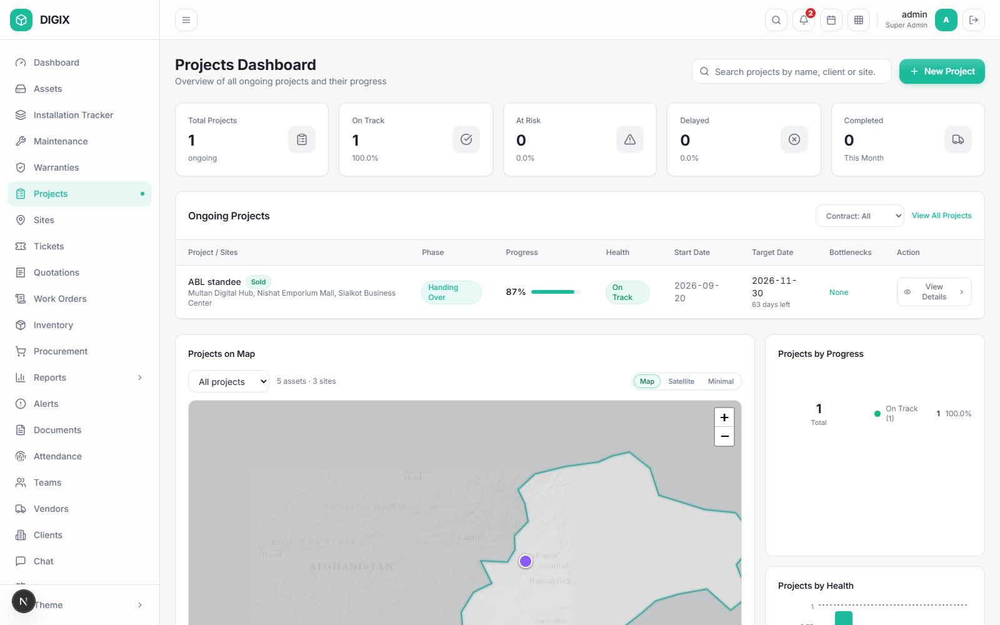 DIGIX
2
admin
Super Admin
A
Dashboard
Assets
Installation Tracker
Maintenance
Warranties
Projects
Sites
Tickets
Quotations
Work Orders
Inventory
Procurement
Reports
Alerts
Documents
Attendance
Teams
Vendors
Clients
Chat
N
Theme
Projects Dashboard
Overview of all ongoing projects and their progress
Search projects by name, client or site.
New Project
Total Projects
1
ongoing
On Track
1
100.0%
At Risk
0
0.0%
Delayed
0
0.0%
Completed
0
This Month
Ongoing Projects
Contract: All
View All Projects
Project / Sites Phase Progress Health Start Date Target Date Bottlenecks Action
ABL standee Sold
Multan Digital Hub, Nishat Emporium Mall, Sialkot Business
Center
Handing
Over
87%
On
Track
2026-09-
20
2026-11-
30
63 days left
None
View
Details
Projects on Map
All projects
5 assets · 3 sites
Map
Satellite
Minimal
+
−
Sharif
TORKESTAN MOUNTAINS
Kabul
KUH MOUNTAINS
Herat
AFGHANISTAN
Rawalpindi
Sargodha
Projects by Progress
1
Total
On Track
(1)
1 100.0%
Projects by Health
1